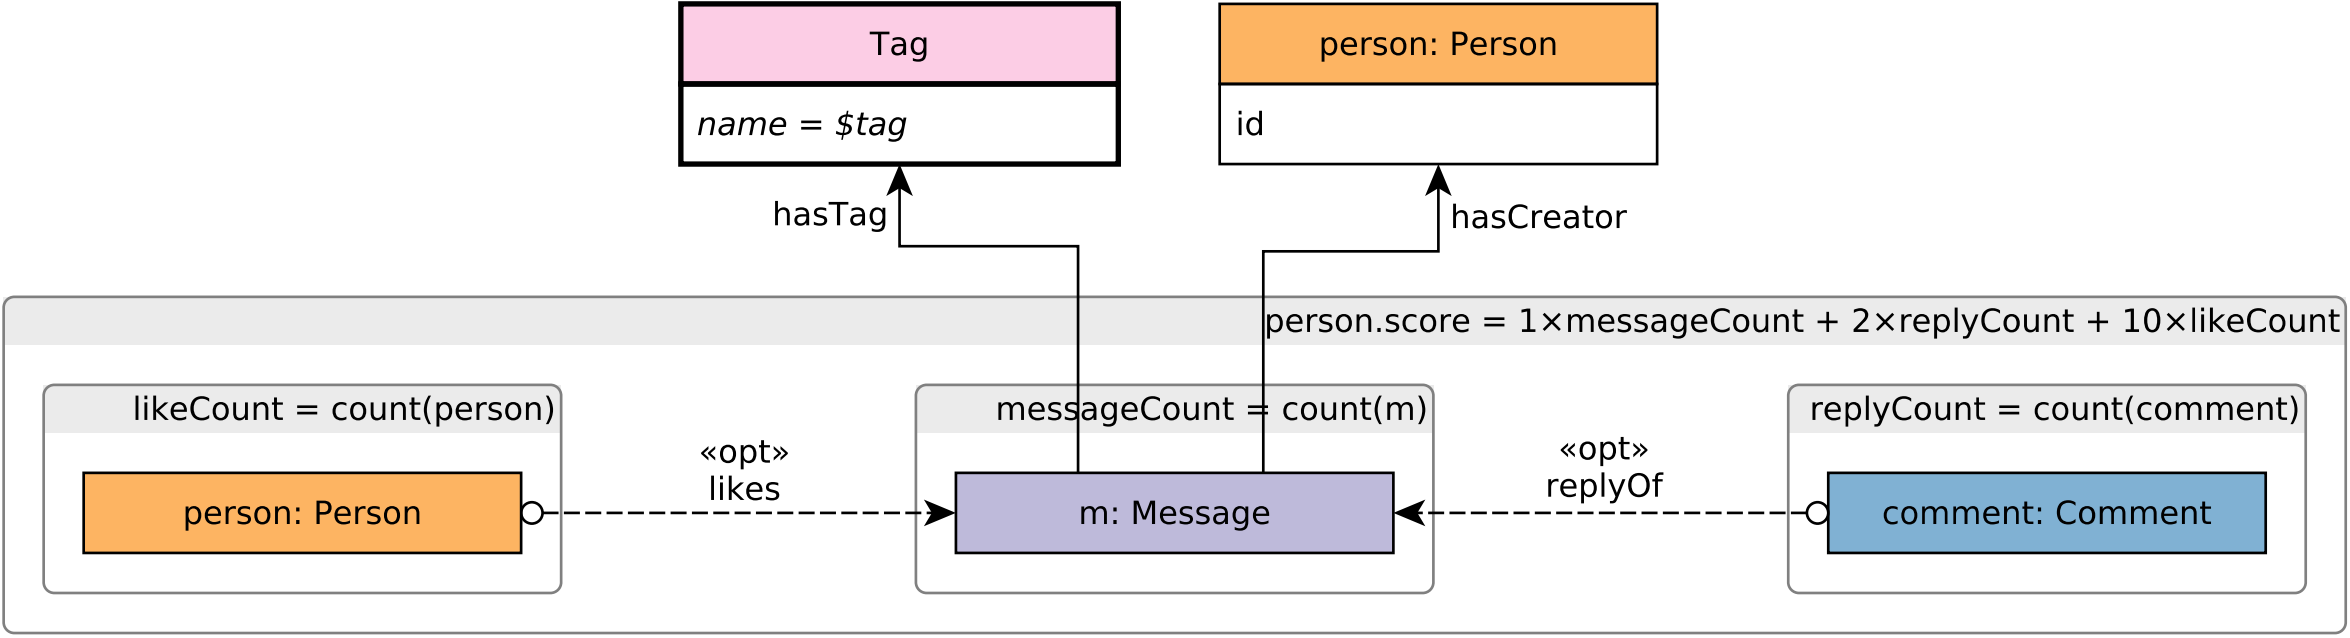 Tag
person: Person
name = $tag
id
hasTag
hasCreator
person.score = 1×messageCount + 2×replyCount + 10×likeCount
likeCount = count(person)
messageCount = count(m)
replyCount = count(comment)
«opt»
likes
«opt»
replyOf
person: Person
m: Message
comment: Comment